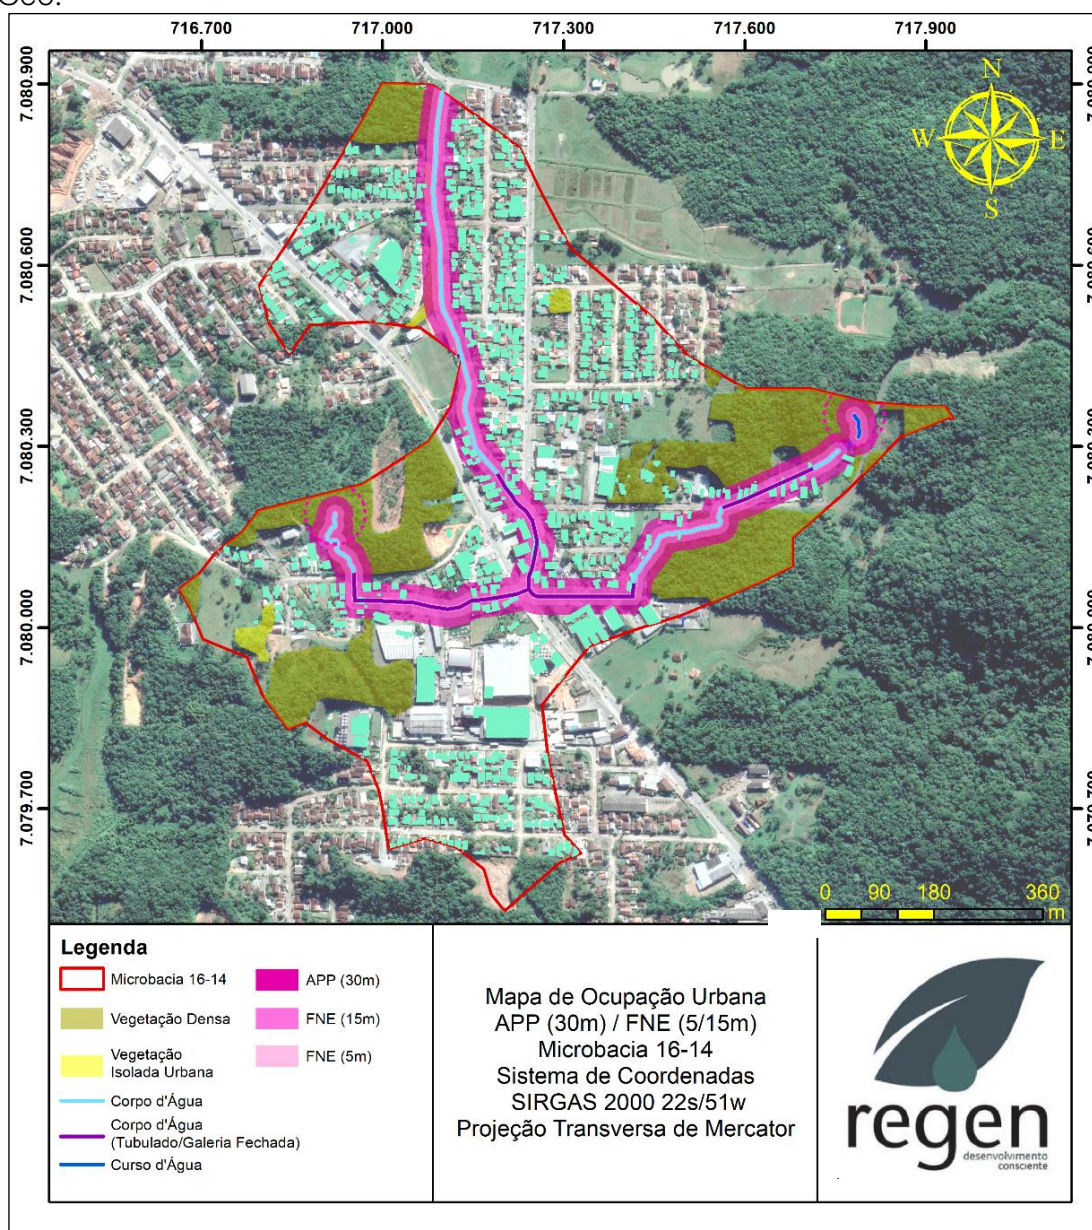 Geo.
716.700 717.000 717.300 717.600 717.900
7.080.900
7.080.600
7.080.300
7.080.000
7.079.700
N
W E
S
0 90 180 360
m
Legenda
Microbacia 16-14
Vegetação Densa
Vegetação
Isolada Urbana
Corpo d'Água
Corpo d'Água
(Tubulado/Galeria Fechada)
Curso d'Água
APP (30m)
FNE (15m)
FNE (5m)
Mapa de Ocupação Urbana
APP (30m) / FNE (5/15m)
Microbacia 16-14
Sistema de Coordenadas
SIRGAS 2000 22s/51w
Projeção Transversa de Mercator
regen
desenvolvimento
consciente